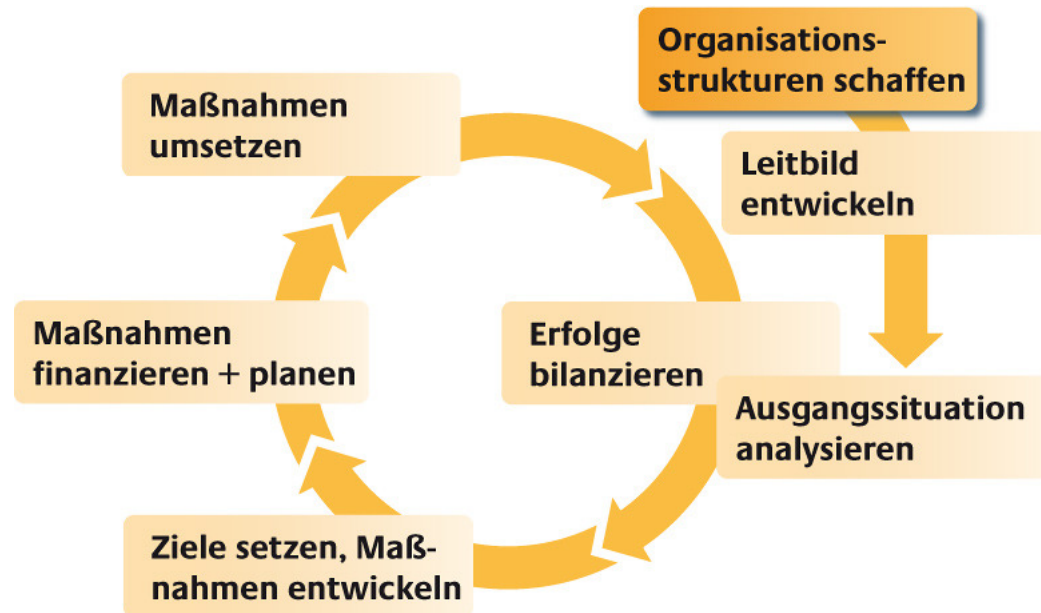 Organisations-
strukturen schaffen
Maßnahmen
umsetzen
Leitbild
entwickeln
Maßnahmen
finanzieren + planen
Erfolge
bilanzieren
Ausgangssituation
analysieren
Ziele setzen, Maß-
nahmen entwickeln